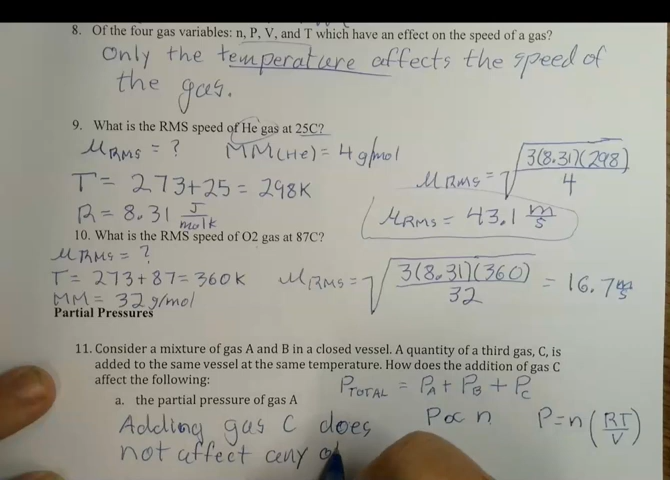 8. Of the four gas variables: n, P, V, and T which have an effect on the speed of a gas?
Only the temperature affects the speed of
the gas.
9. What is the RMS speed of He gas at 25C?
μRMS = ? MM(He) = 4 g/mol
T = 273+25 = 298K
R = 8.31 J/molK
μRMS = √(3(8.31)(298)/4)
μRMS = 43.1 m/s
10. What is the RMS speed of O2 gas at 87C?
μRMS = ?
T = 273+87 = 360K
MM = 32 g/mol
μRMS = √(3(8.31)(360)/32) = 16.7 m/s
Partial Pressures
11. Consider a mixture of gas A and B in a closed vessel. A quantity of a third gas, C, is
added to the same vessel at the same temperature. How does the addition of gas C
affect the following:
PTOTAL = PA + PB + PC
a. the partial pressure of gas A
Adding gas C does
not affect any
P∝ n P=n(RT/V)